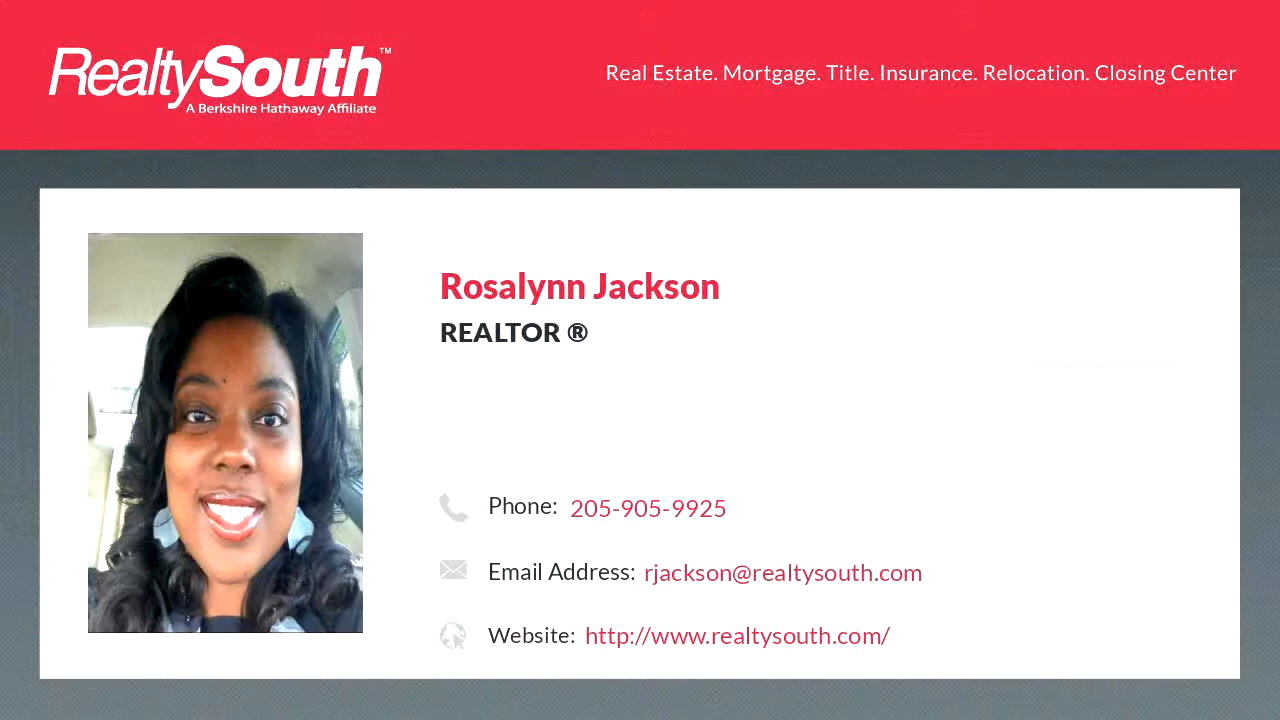 RealtySouth™
A Berkshire Hathaway Affiliate
Real Estate. Mortgage. Title. Insurance. Relocation. Closing Center
Rosalynn Jackson
REALTOR ®
Phone: 205-905-9925
Email Address: rjackson@realtysouth.com
Website: http://www.realtysouth.com/